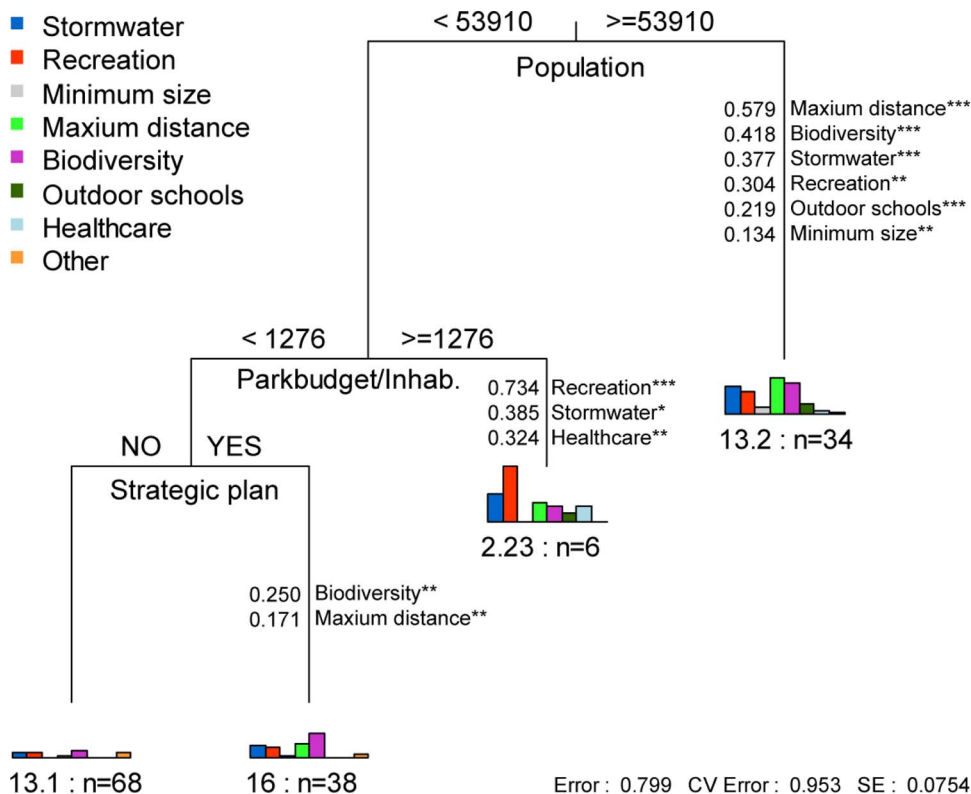 Stormwater
Recreation
Minimum size
Maxium distance
Biodiversity
Outdoor schools
Healthcare
Other
< 53910 >=53910
Population
0.579 Maxium distance***
0.418 Biodiversity***
0.377 Stormwater***
0.304 Recreation**
0.219 Outdoor schools***
0.134 Minimum size**
13.2 : n=34
< 1276 >=1276
Parkbudget/Inhab.
0.734 Recreation***
0.385 Stormwater*
0.324 Healthcare**
2.23 : n=6
NO YES
Strategic plan
0.250 Biodiversity**
0.171 Maxium distance**
13.1 : n=68
16 : n=38
Error : 0.799 CV Error : 0.953 SE : 0.0754